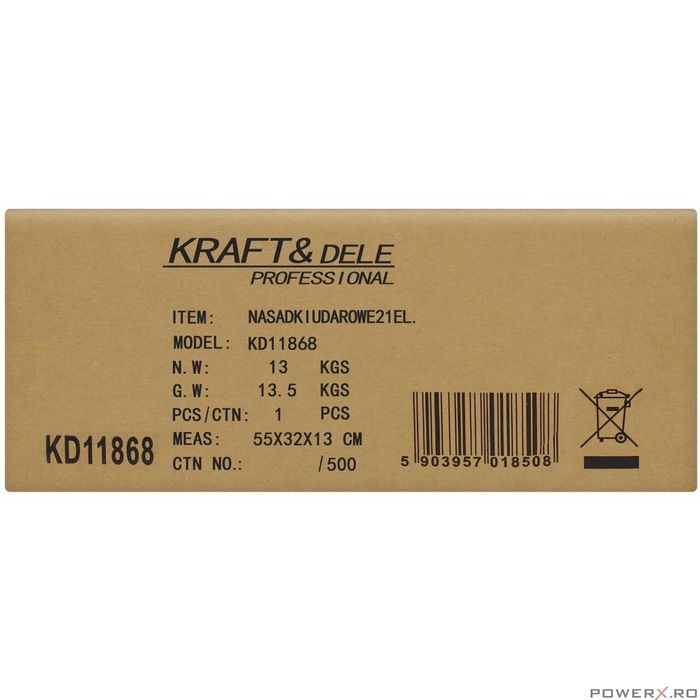 KRAFT& DELE
PROFESSIONAL
ITEM: NASADKIUDAROWE21EL.
MODEL: KD11868
N.W: 13 KGS
G.W: 13.5 KGS
PCS/CTN: 1 PCS
MEAS: 55X32X13 CM
CTN NO.: /500
KD11868
5 903957 018508
POWERX.RO